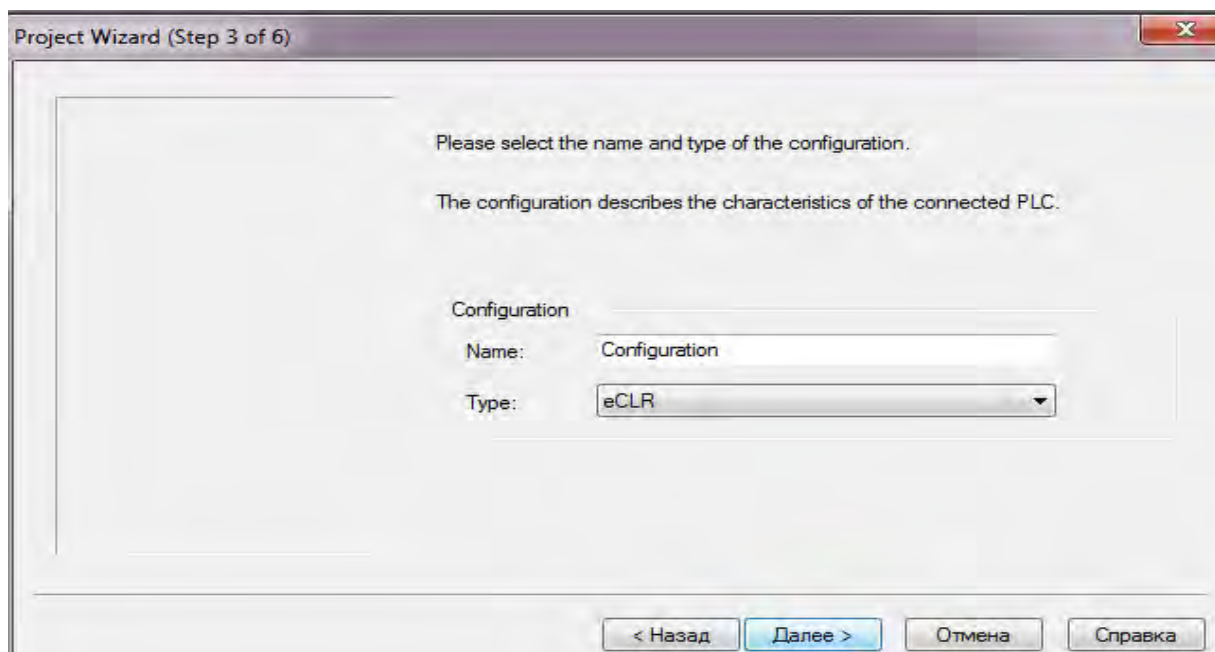 Project Wizard (Step 3 of 6)
Please select the name and type of the configuration.
The configuration describes the characteristics of the connected PLC.
Configuration
Name: Configuration
Type: eCLR
< Назад Далее > Отмена Справка